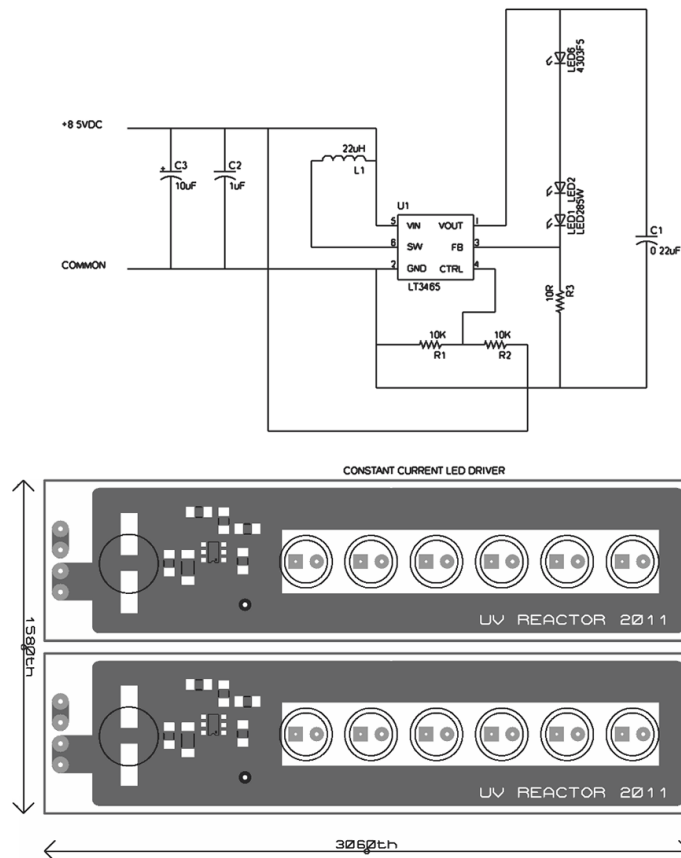 LED6
4303F5
+8 5VDC
22uH
L1
C3
10uF
C2
1uF
LED2
LED1
LED285W
C1
0 22uF
U1
5 VIN VOUT 1
6 SW FB 3
2 GND CTRL 4
LT3465
COMMON
10R
R3
10K
R1
10K
R2
CONSTANT CURRENT LED DRIVER
UV REACTOR 2011
1580th
UV REACTOR 2011
3060th